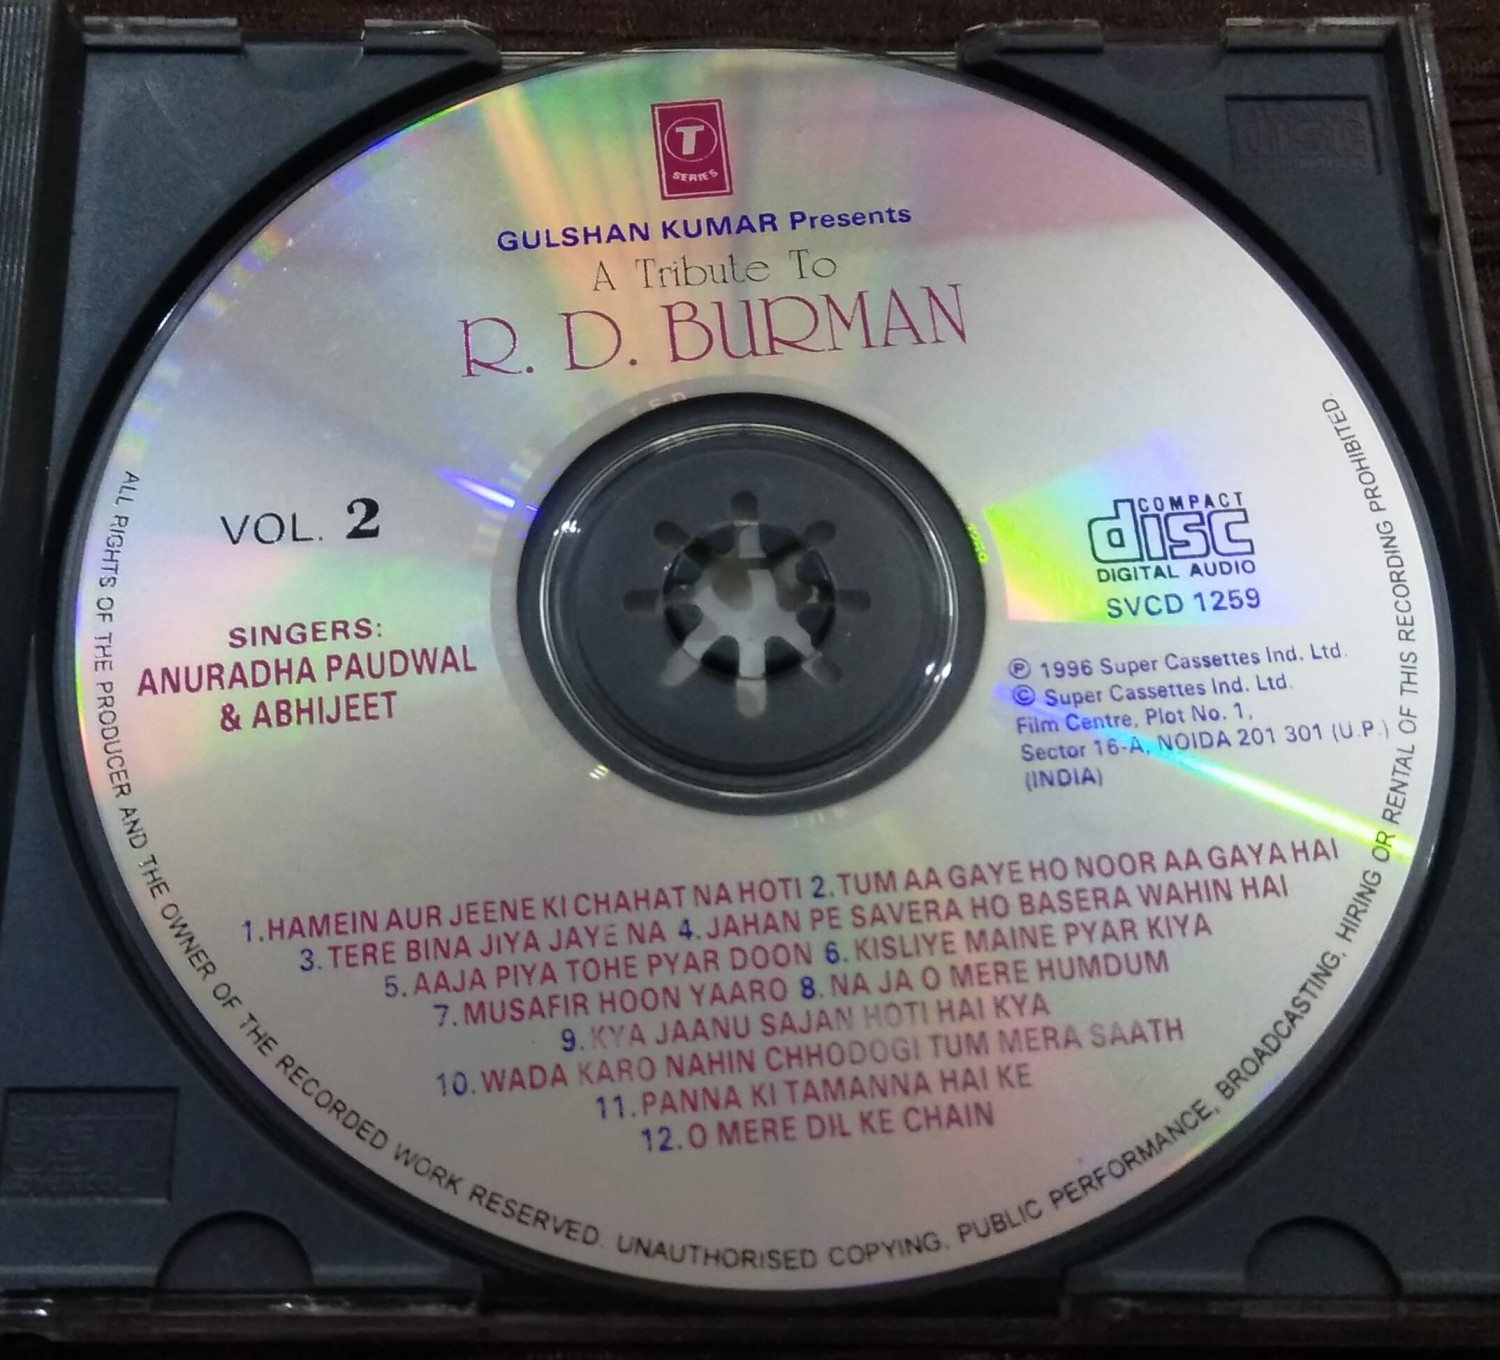 T
SERIES
GULSHAN KUMAR Presents
A Tribute To
R. D. BURMAN
VOL. 2
SINGERS:
ANURADHA PAUDWAL
& ABHIJEET
COMPACT
disc
DIGITAL AUDIO
SVCD 1259
℗ 1996 Super Cassettes Ind. Ltd.
© Super Cassettes Ind. Ltd.
Film Centre, Plot No. 1,
Sector 16-A, NOIDA 201 301 (U.P.)
(INDIA)
1. HAMEIN AUR JEENE KI CHAHAT NA HOTI 2. TUM AA GAYE HO NOOR AA GAYA HAI
3. TERE BINA JIYA JAYE NA 4. JAHAN PE SAVERA HO BASERA WAHIN HAI
5. AAJA PIYA TOHE PYAR DOON 6. KISLIYE MAINE PYAR KIYA
7. MUSAFIR HOON YAARO 8. NA JA O MERE HUMDUM
9. KYA JAANU SAJAN HOTI HAI KYA
10. WADA KARO NAHIN CHHODOGI TUM MERA SAATH
11. PANNA KI TAMANNA HAI KE
12. O MERE DIL KE CHAIN
ALL RIGHTS OF THE PRODUCER AND THE OWNER OF THE RECORDED WORK RESERVED. UNAUTHORISED COPYING, PUBLIC PERFORMANCE, BROADCASTING, HIRING OR RENTAL OF THIS RECORDING PROHIBITED.
disc